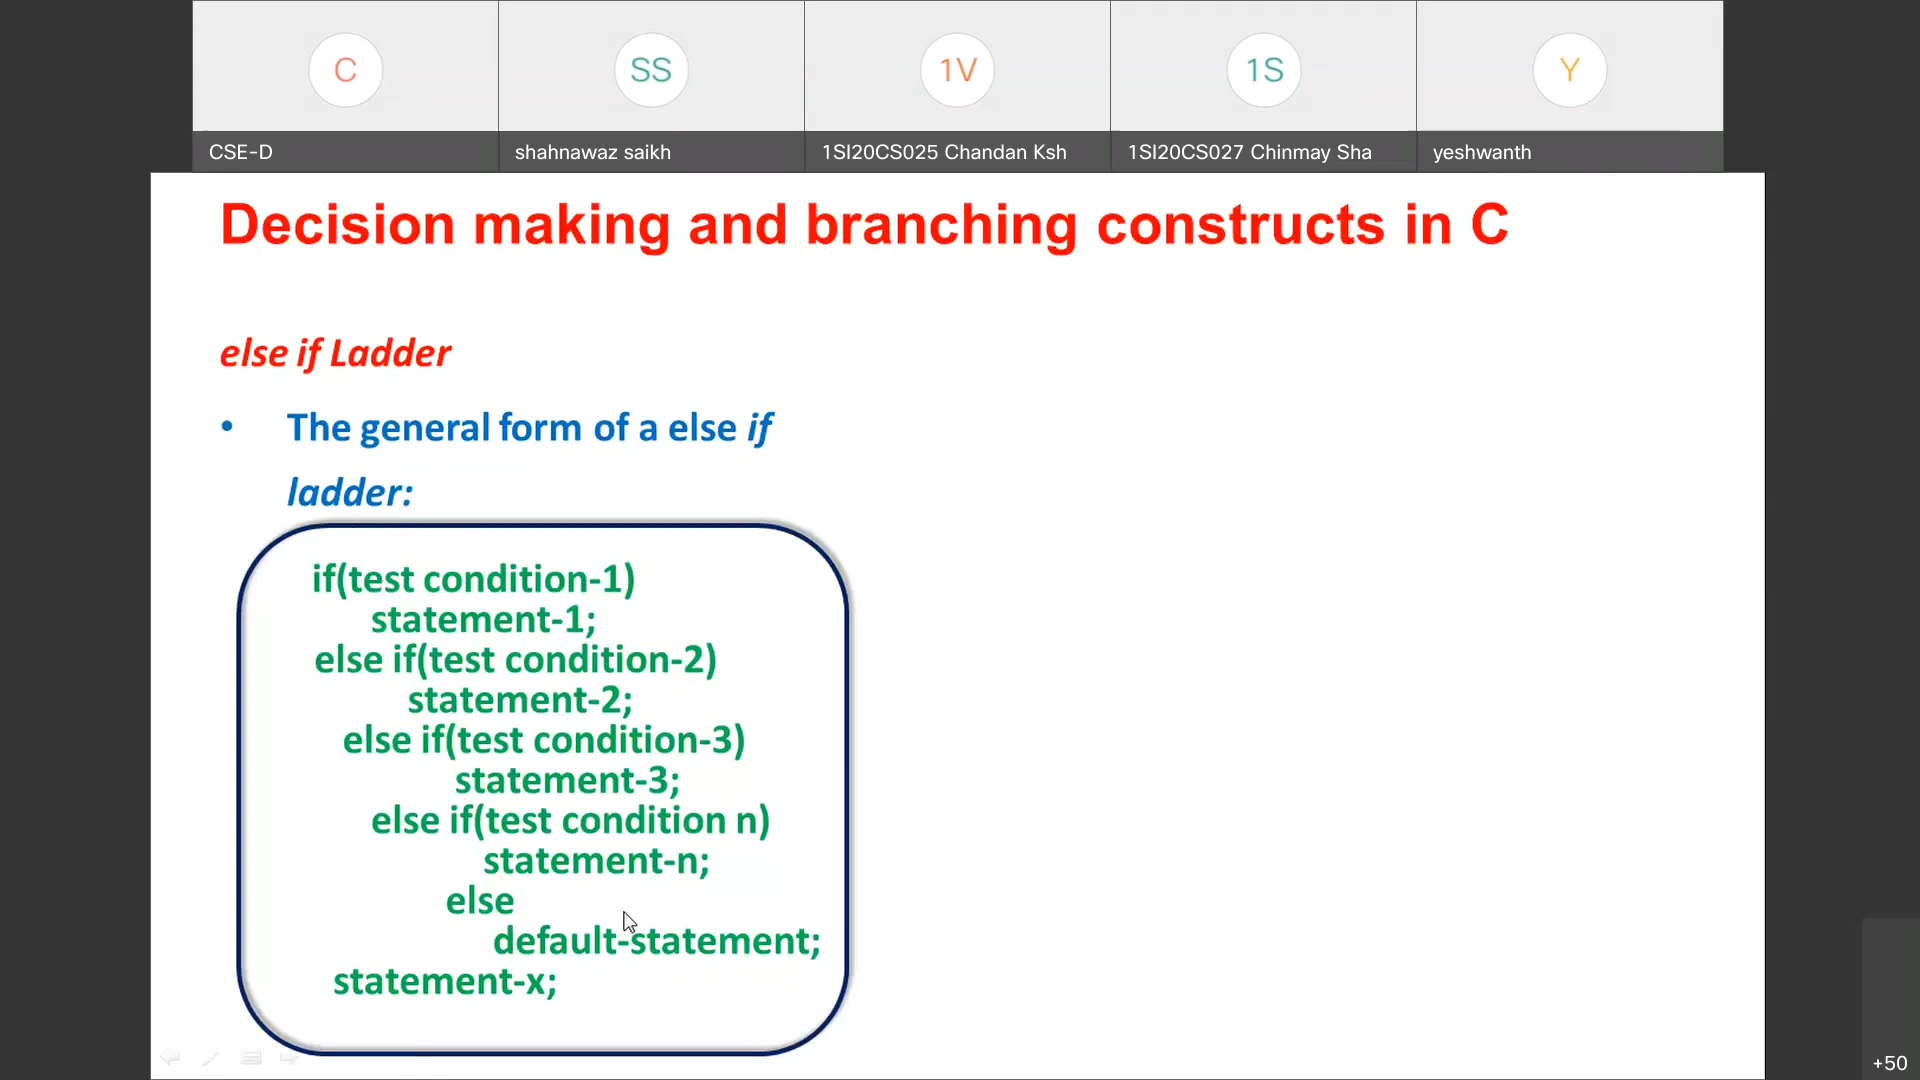 C
SS
1V
1S
Y
CSE-D
shahnawaz saikh
1SI20CS025 Chandan Ksh
1SI20CS027 Chinmay Sha
yeshwanth
Decision making and branching constructs in C
else if Ladder
• The general form of a else if
ladder:
if(test condition-1)
statement-1;
else if(test condition-2)
statement-2;
else if(test condition-3)
statement-3;
else if(test condition n)
statement-n;
else
default-statement;
statement-x;
+50